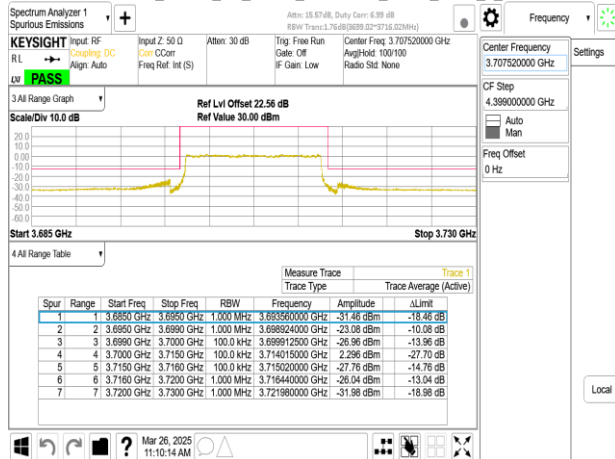 Spectrum Analyzer 1
Spurious Emissions
Attn: 15.57dB, Duty Corr: 6.99 dB
RBW Trans:1.76dB(3699.02~3716.02MHz)
Frequency
KEYSIGHT
RL
LXI PASS
Input: RF
Coupling: DC
Align: Auto
Input Z: 50 Ω
Corr CCorr
Freq Ref: Int (S)
Atten: 30 dB
Trig: Free Run
Gate: Off
IF Gain: Low
Center Freq: 3.707520000 GHz
Avg|Hold: 100/100
Radio Std: None
Center Frequency
3.707520000 GHz
Settings
CF Step
4.399000000 GHz
Auto
Man
Freq Offset
0 Hz
Local
3 All Range Graph
Scale/Div 10.0 dB
Ref Lvl Offset 22.56 dB
Ref Value 30.00 dBm
20.0
10.0
0.00
-10.0
-20.0
-30.0
-40.0
-50.0
-60.0
Start 3.685 GHz Stop 3.730 GHz
4 All Range Table
Measure Trace Trace 1
Trace Type Trace Average (Active)
Spur Range Start Freq Stop Freq RBW Frequency Amplitude ΔLimit
1 1 3.6850 GHz 3.6950 GHz 1.000 MHz 3.693560000 GHz -31.46 dBm -18.46 dB
2 2 3.6950 GHz 3.6990 GHz 1.000 MHz 3.698924000 GHz -23.08 dBm -10.08 dB
3 3 3.6990 GHz 3.7000 GHz 100.0 kHz 3.699912500 GHz -26.96 dBm -13.96 dB
4 4 3.7000 GHz 3.7150 GHz 100.0 kHz 3.714015000 GHz 2.296 dBm -27.70 dB
5 5 3.7150 GHz 3.7160 GHz 100.0 kHz 3.715020000 GHz -27.76 dBm -14.76 dB
6 6 3.7160 GHz 3.7200 GHz 1.000 MHz 3.716440000 GHz -26.04 dBm -13.04 dB
7 7 3.7200 GHz 3.7300 GHz 1.000 MHz 3.721980000 GHz -31.98 dBm -18.98 dB
Mar 26, 2025
11:10:14 AM